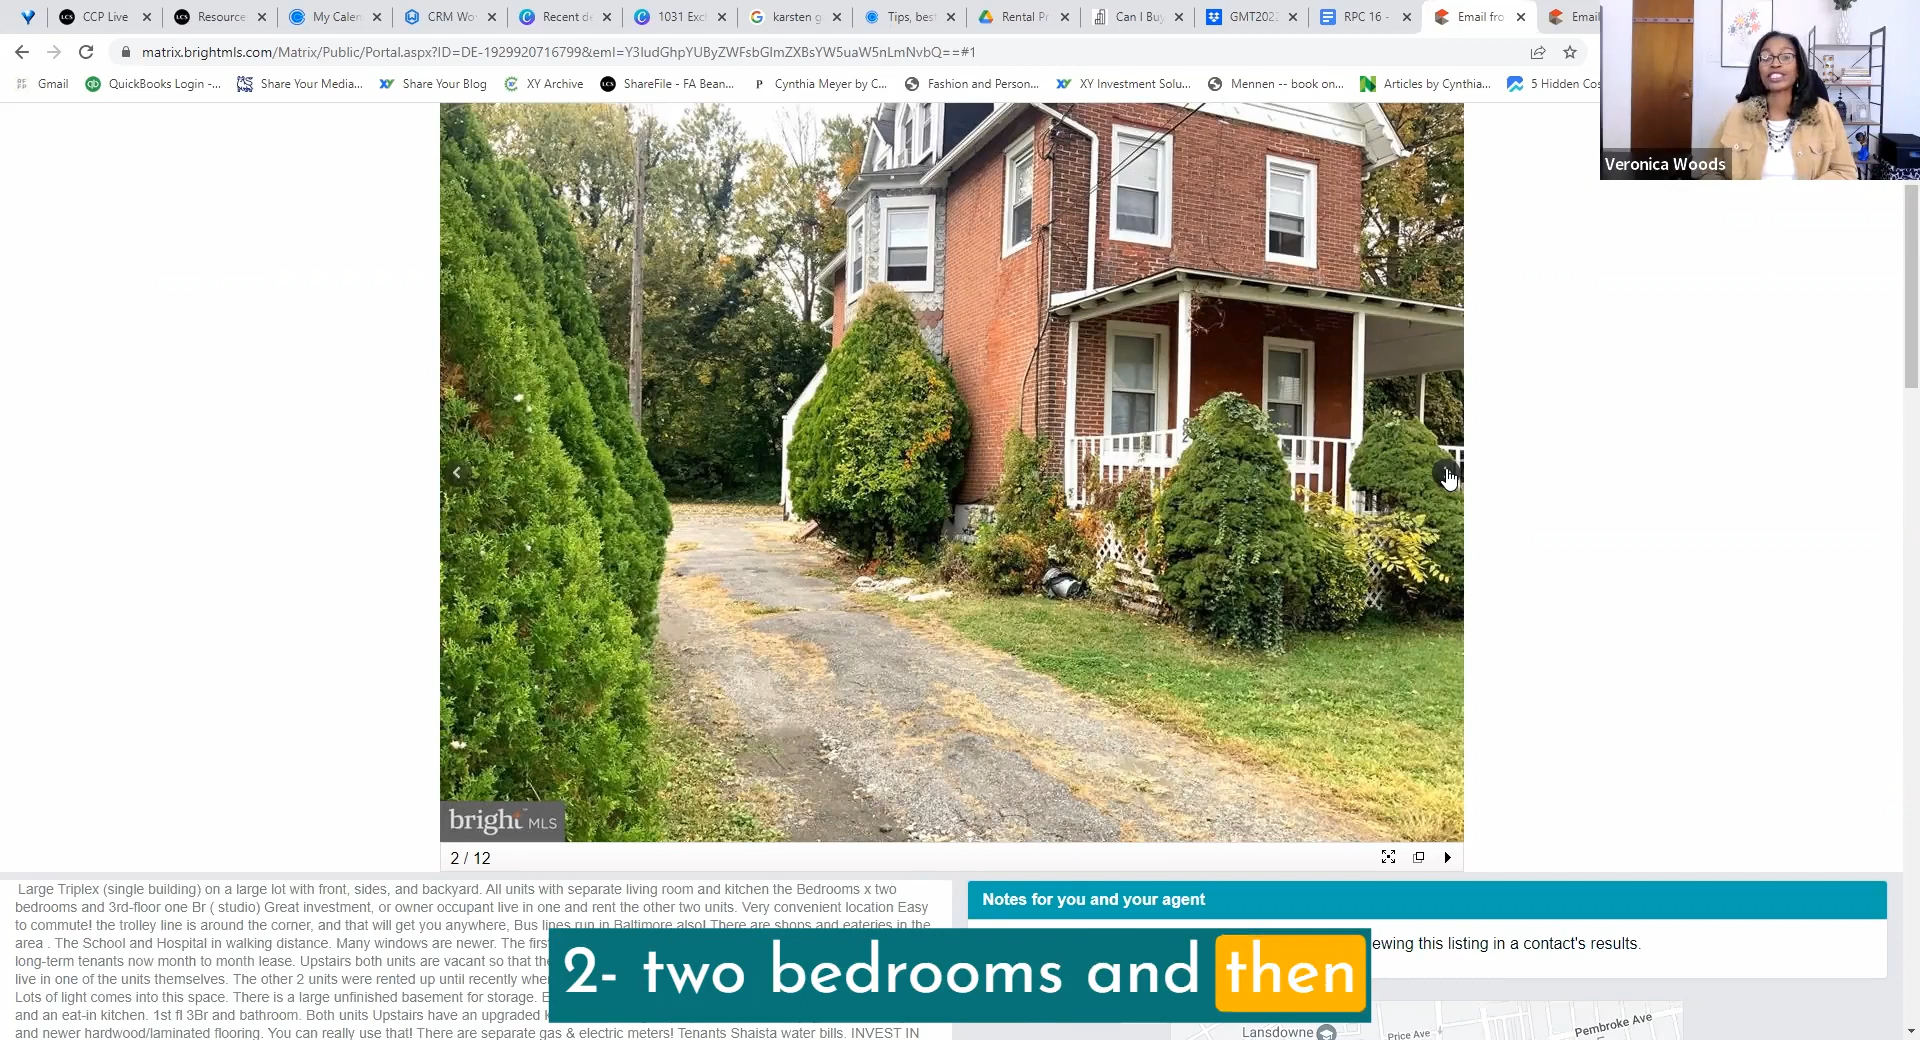 CCP Live
Resource
My Calen
CRM Wo
Recent de
1031 Exc
karsten g
Tips, best
Rental Pr
Can I Buy
GMT202
RPC 16 -
Email fro
Email
matrix.brightmls.com/Matrix/Public/Portal.aspx?ID=DE-1929920716799&eml=Y3IudGhpYUByZWFsbGlmZXBsYW5uaW5nLmNvbQ==#1
Gmail
QuickBooks Login -...
Share Your Media...
Share Your Blog
XY Archive
ShareFile - FA Bean...
Cynthia Meyer by C...
Fashion and Person...
XY Investment Solu...
Mennen -- book on...
Articles by Cynthia...
5 Hidden Cos
Veronica Woods
bright MLS
2 / 12
Large Triplex (single building) on a large lot with front, sides, and backyard. All units with separate living room and kitchen the Bedrooms x two
bedrooms and 3rd-floor one Br ( studio) Great investment, or owner occupant live in one and rent the other two units. Very convenient location Easy
to commute! the trolley line is around the corner, and that will get you anywhere, Bus lines run in Baltimore also! There are shops and eateries in the
area . The School and Hospital in walking distance. Many windows are newer. The first
long-term tenants now month to month lease. Upstairs both units are vacant so that the
live in one of the units themselves. The other 2 units were rented up until recently whe
Lots of light comes into this space. There is a large unfinished basement for storage. E
and an eat-in kitchen. 1st fl 3Br and bathroom. Both units Upstairs have an upgraded k
and newer hardwood/laminated flooring. You can really use that! There are separate gas & electric meters! Tenants Shaista water bills. INVEST IN
Notes for you and your agent
ewing this listing in a contact's results.
2- two bedrooms and then
Lansdowne
Price Ave
Pembroke Ave